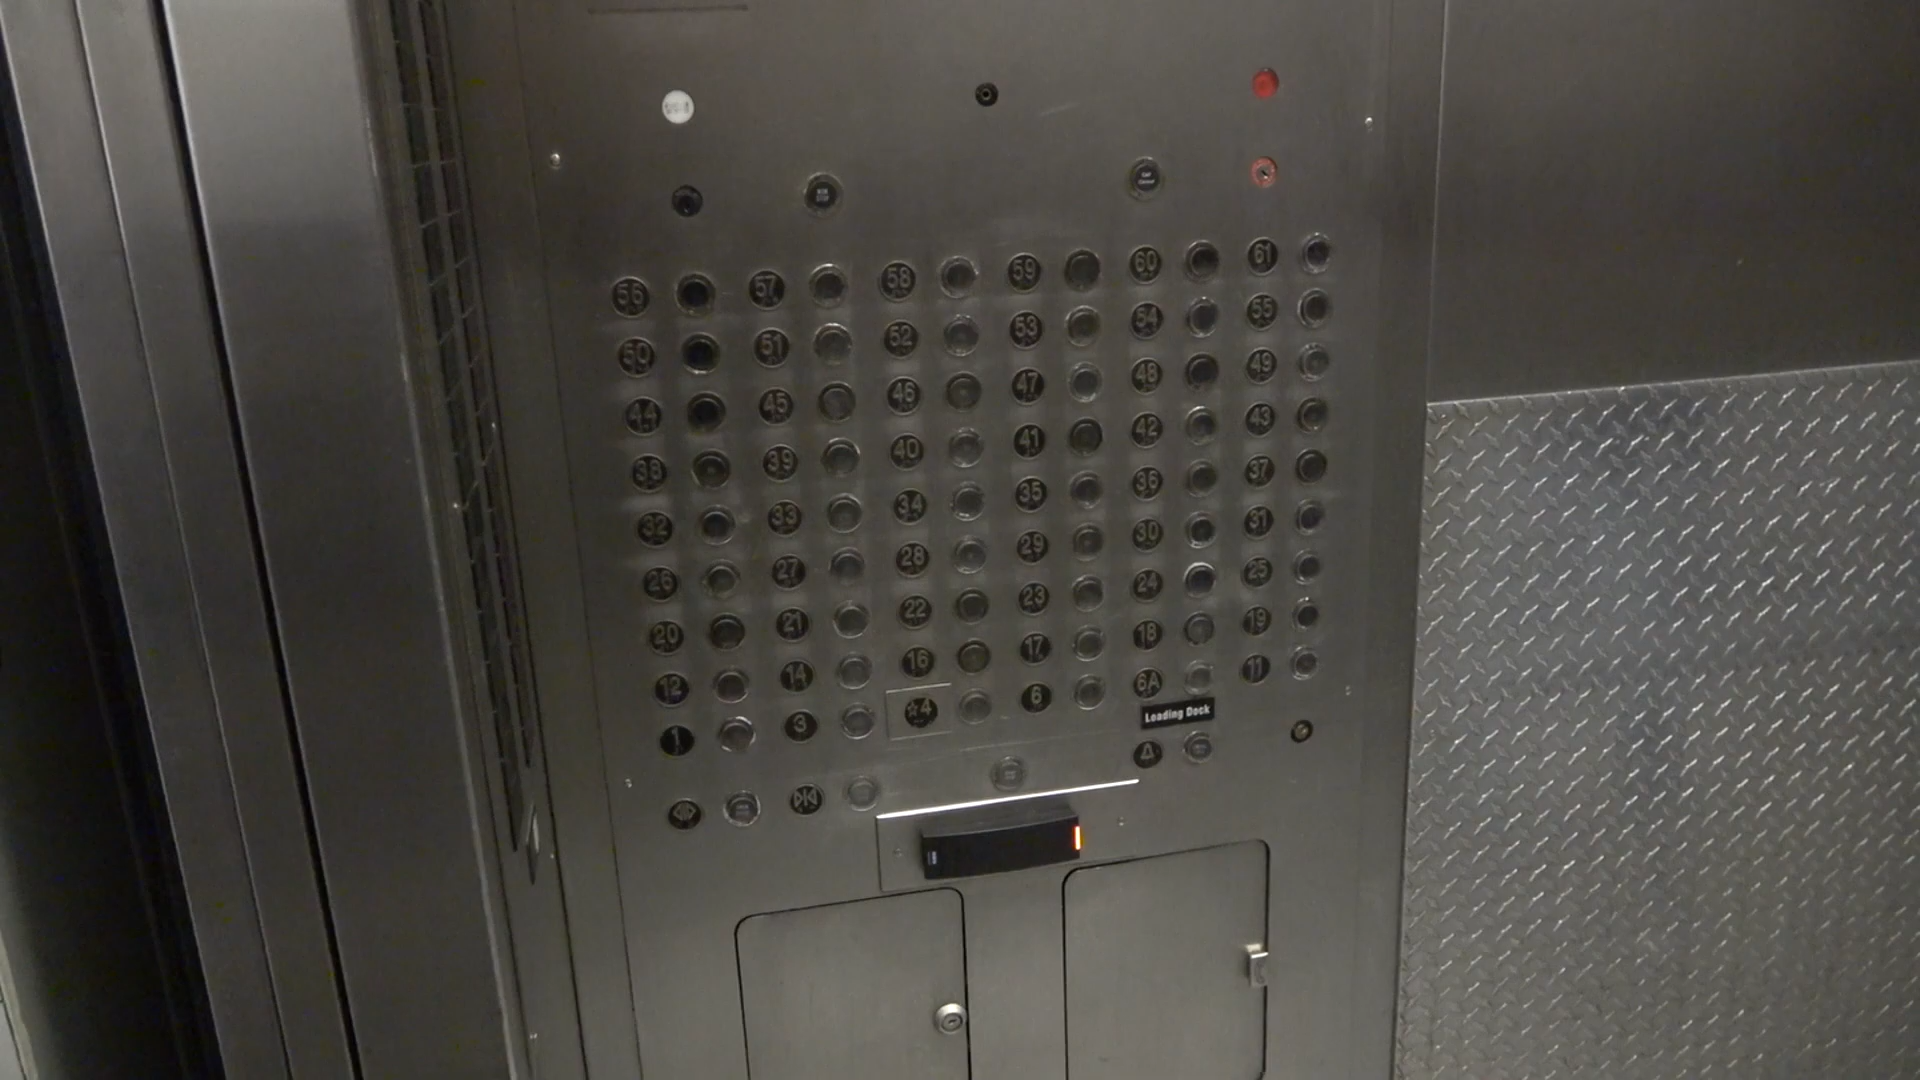 56 57 58 59 60 61
50 51 52 53 54 55
44 45 46 47 48 49
38 39 40 41 42 43
32 33 34 35 36 37
26 27 28 29 30 31
20 21 22 23 24 25
12 14 16 17 18 19
1 3 ☆4 6 6A 11
Loading Dock